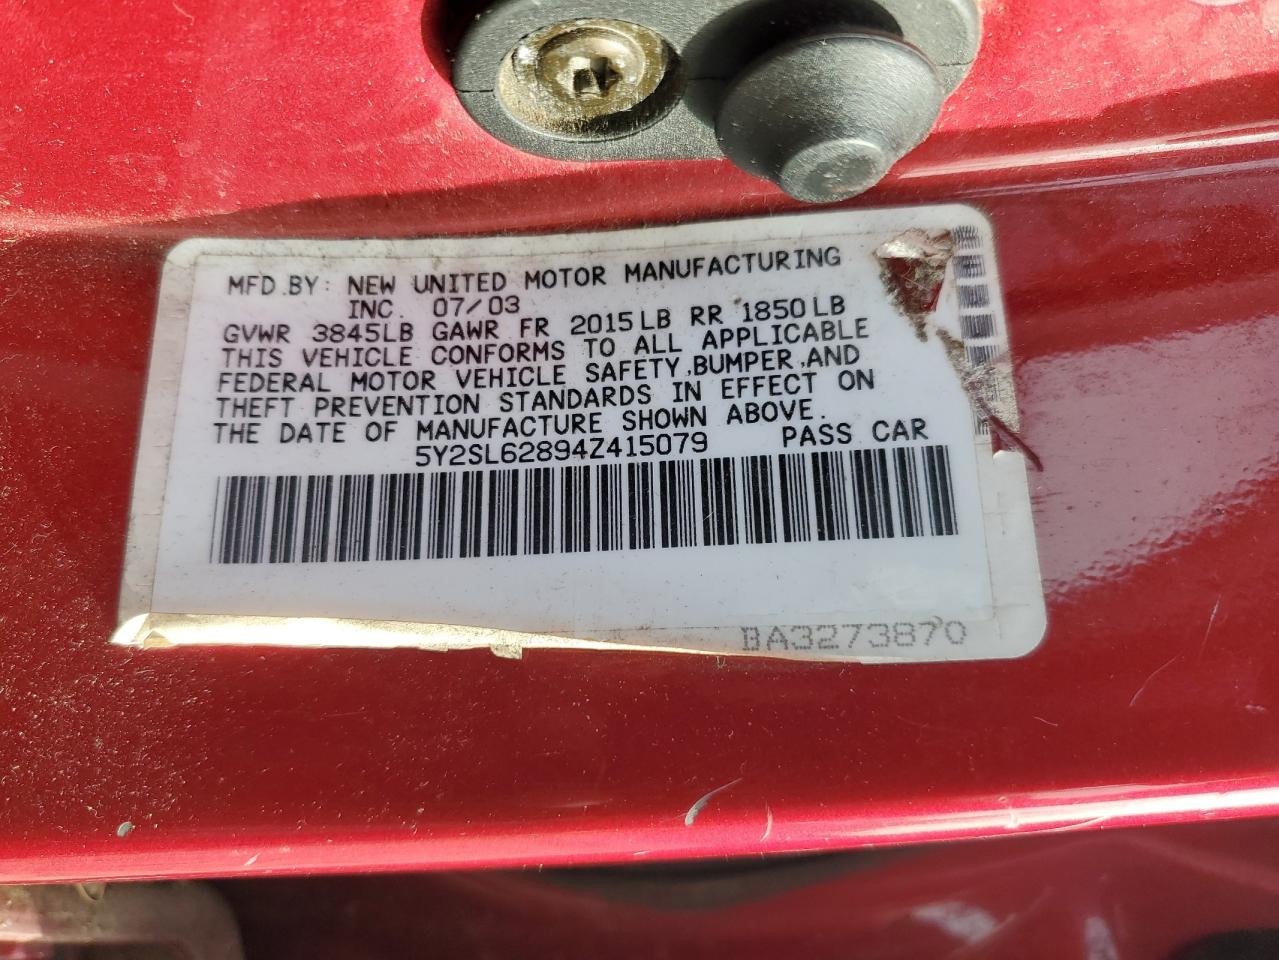 MFD.BY: NEW UNITED MOTOR MANUFACTURING
INC. 07/03
GVWR 3845LB GAWR FR 2015LB RR 1850LB
THIS VEHICLE CONFORMS TO ALL APPLICABLE
FEDERAL MOTOR VEHICLE SAFETY,BUMPER,AND
THEFT PREVENTION STANDARDS IN EFFECT ON
THE DATE OF MANUFACTURE SHOWN ABOVE.
5Y2SL62894Z415079 PASS CAR
BA3273870